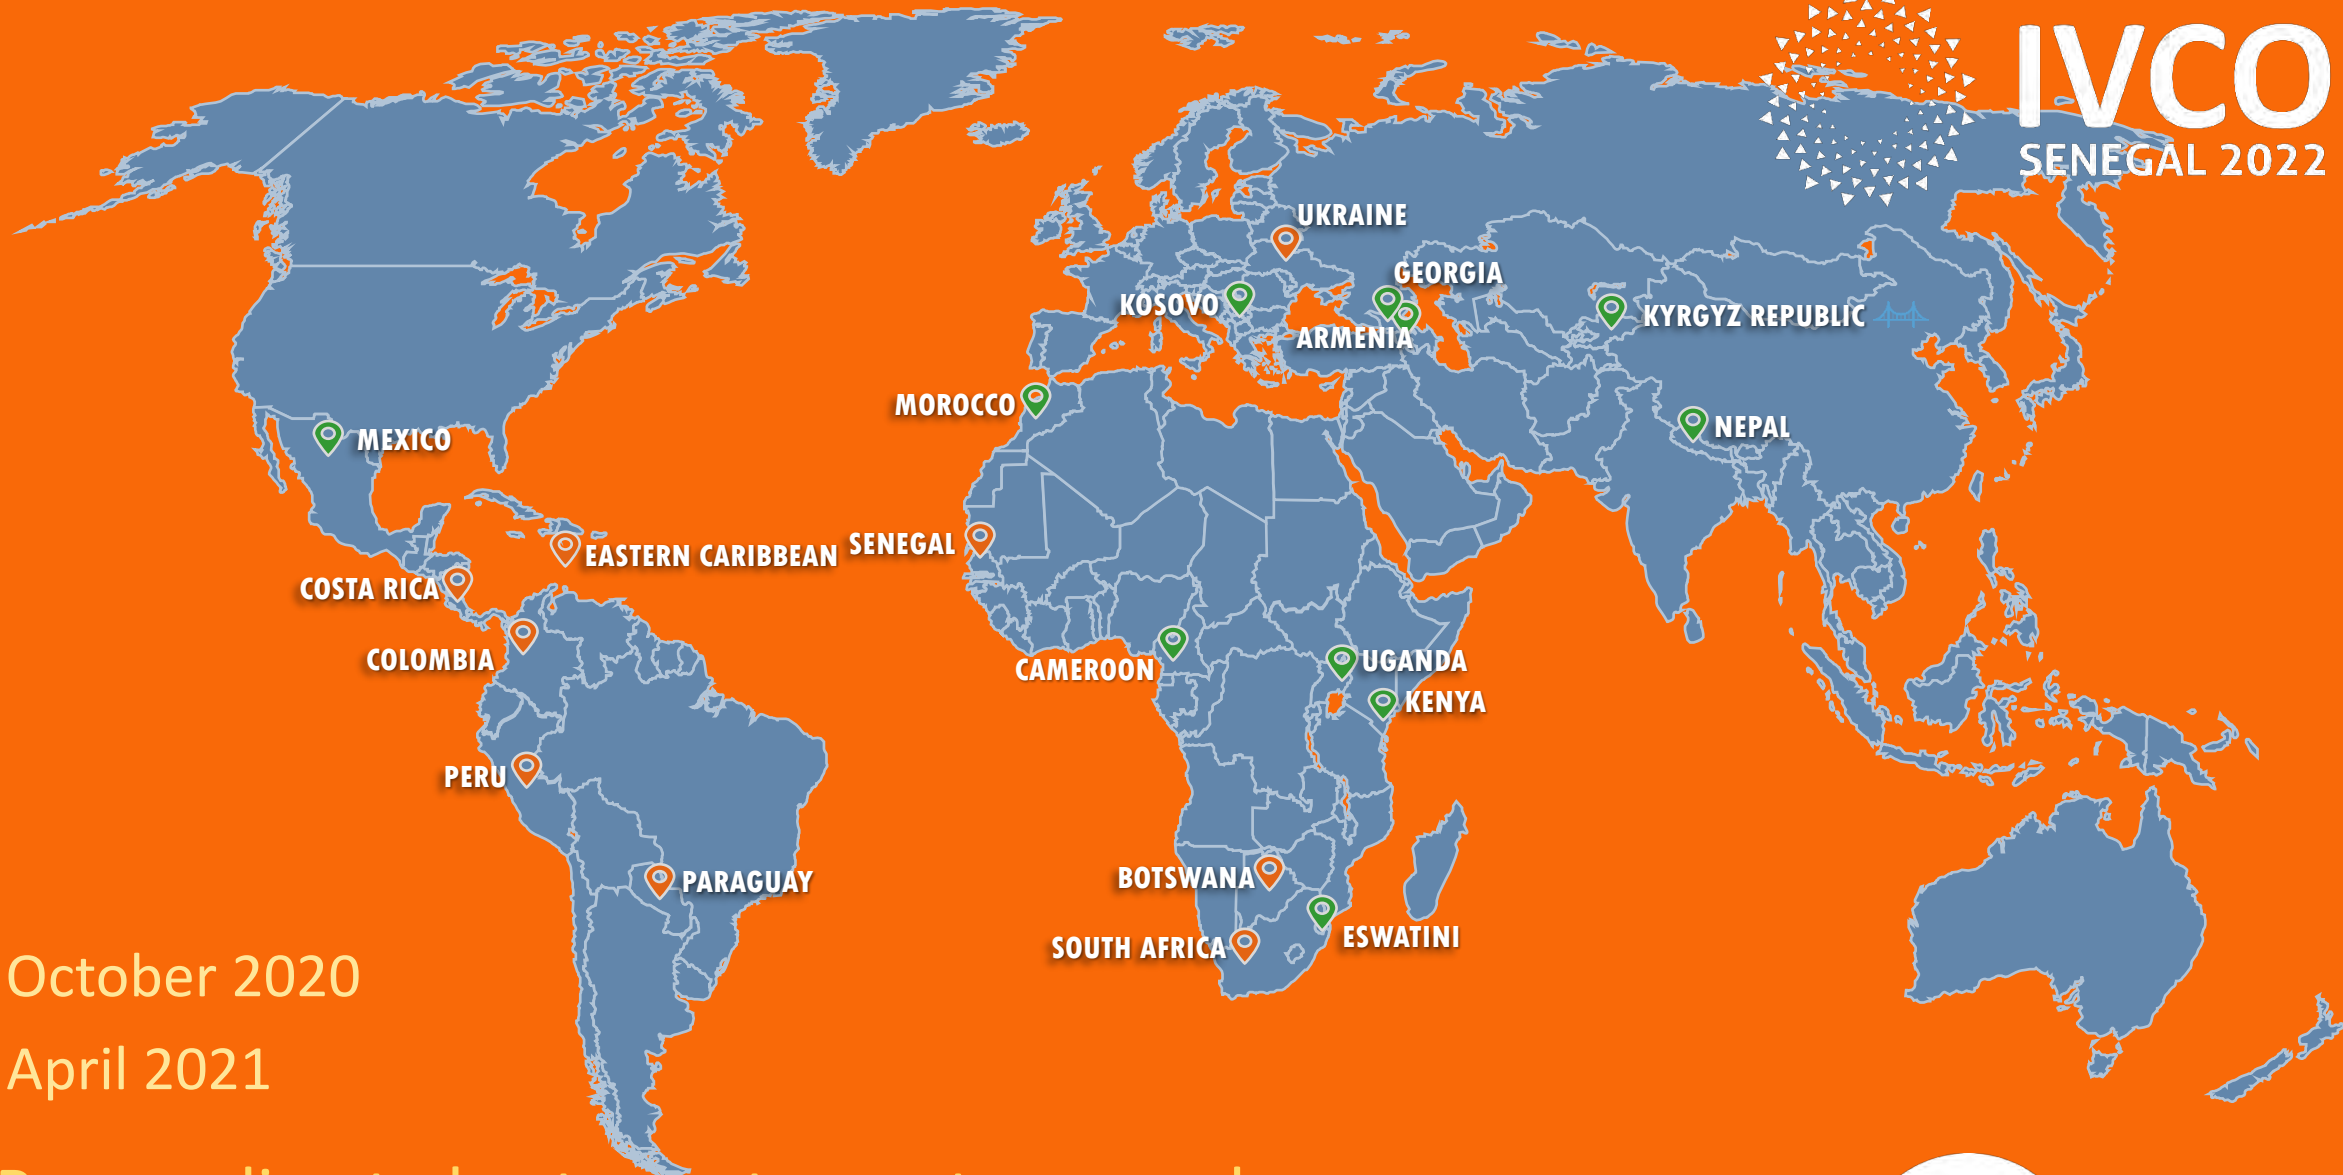 IVCO
SENEGAL 2022
UKRAINE
GEORGIA
KOSOVO
KYRGYZ REPUBLIC
ARMENIA
MOROCCO
NEPAL
MEXICO
SENEGAL
EASTERN CARIBBEAN
COSTA RICA
COLOMBIA
CAMEROON
UGANDA
KENYA
PERU
PARAGUAY
BOTSWANA
ESWATINI
SOUTH AFRICA
October 2020
April 2021